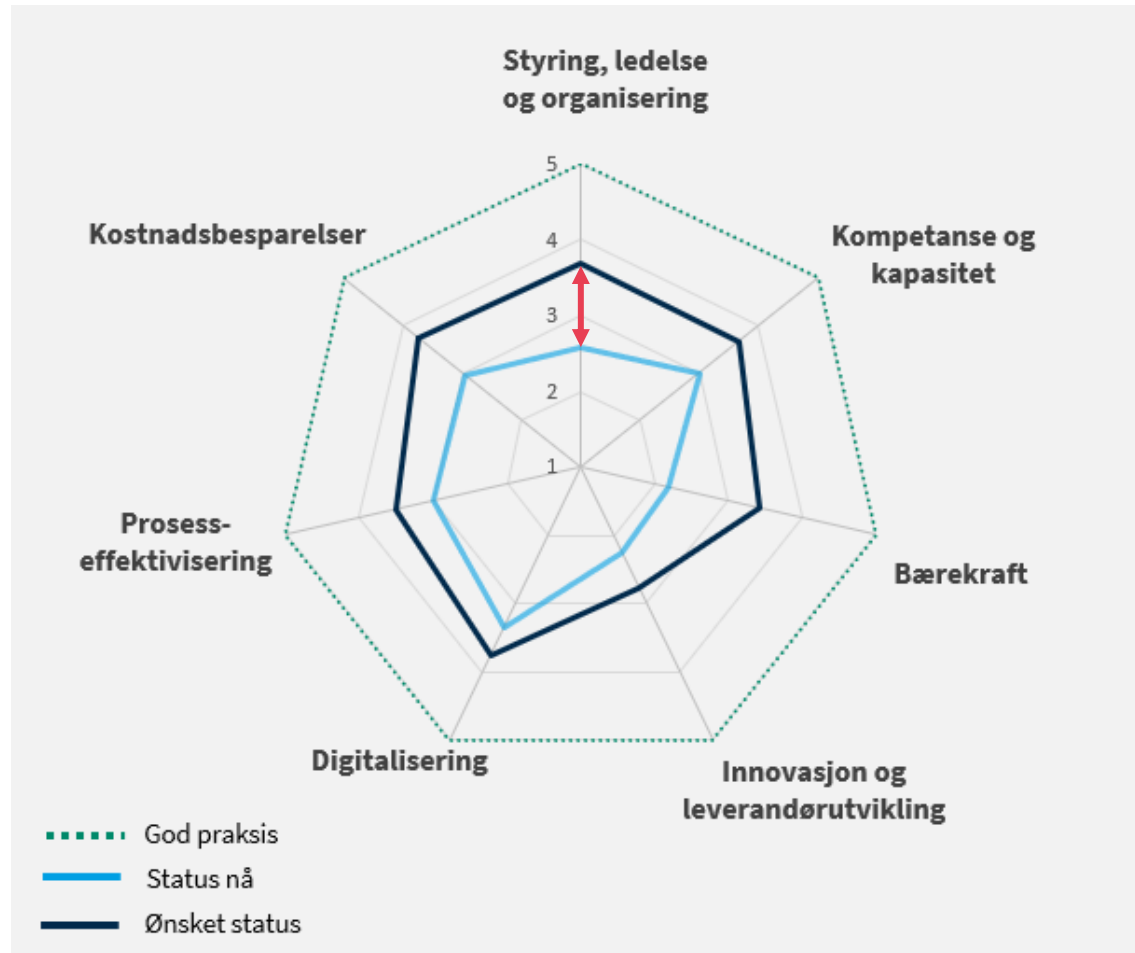 Styring, ledelse
og organisering
5
Kostnadsbesparelser
Kompetanse og
kapasitet
4
3
2
1
Prosess-
effektivisering
Bærekraft
Digitalisering
Innovasjon og
leverandørutvikling
God praksis
Status nå
Ønsket status